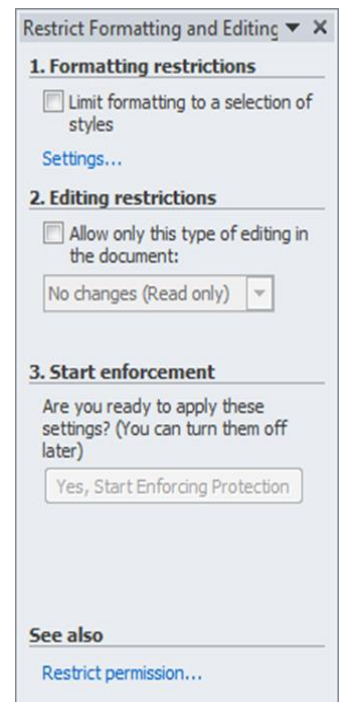 Restrict Formatting and Editing
1. Formatting restrictions
Limit formatting to a selection of
styles
Settings...
2. Editing restrictions
Allow only this type of editing in
the document:
No changes (Read only)
3. Start enforcement
Are you ready to apply these
settings? (You can turn them off
later)
Yes, Start Enforcing Protection
See also
Restrict permission...